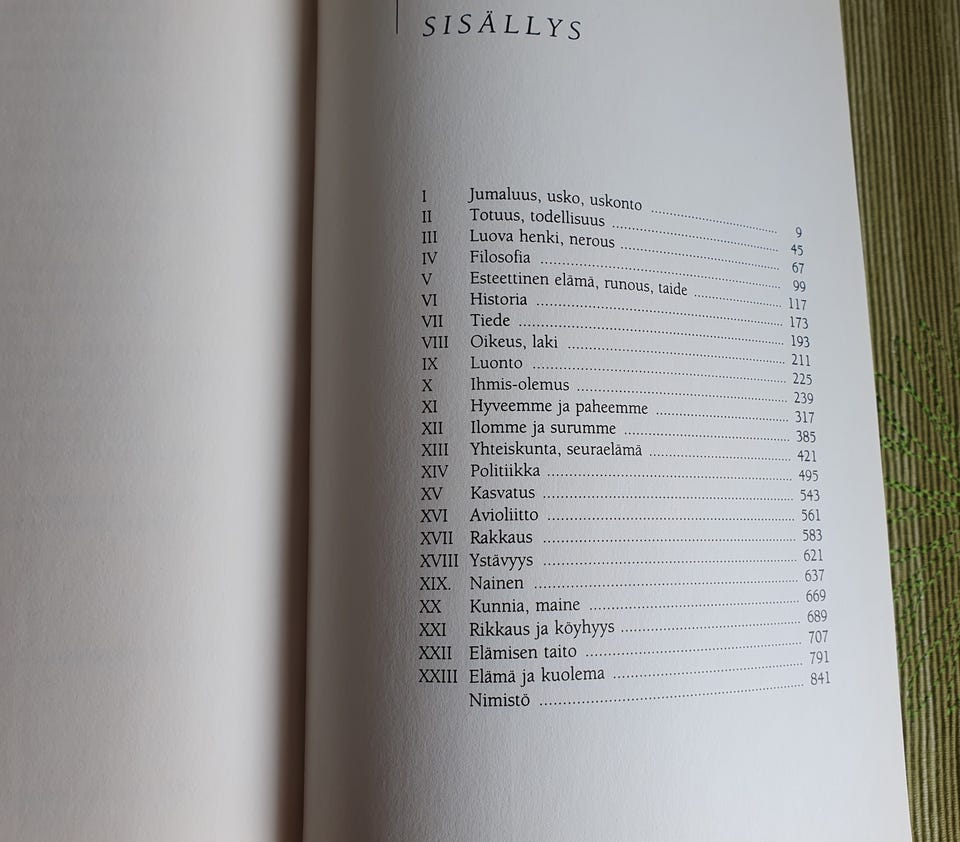 SISÄLLYS
I Jumaluus, usko, uskonto ........ 9
II Totuus, todellisuus ........ 45
III Luova henki, nerous ........ 67
IV Filosofia ........ 99
V Esteettinen elämä, runous, taide ........ 117
VI Historia ........ 173
VII Tiede ........ 193
VIII Oikeus, laki ........ 211
IX Luonto ........ 225
X Ihmis-olemus ........ 239
XI Hyveemme ja paheemme ........ 317
XII Ilomme ja surumme ........ 385
XIII Yhteiskunta, seuraelämä ........ 421
XIV Politiikka ........ 495
XV Kasvatus ........ 543
XVI Avioliitto ........ 561
XVII Rakkaus ........ 583
XVIII Ystävyys ........ 621
XIX. Nainen ........ 637
XX Kunnia, maine ........ 669
XXI Rikkaus ja köyhyys ........ 689
XXII Elämisen taito ........ 707
XXIII Elämä ja kuolema ........ 791
Nimistö ........ 841